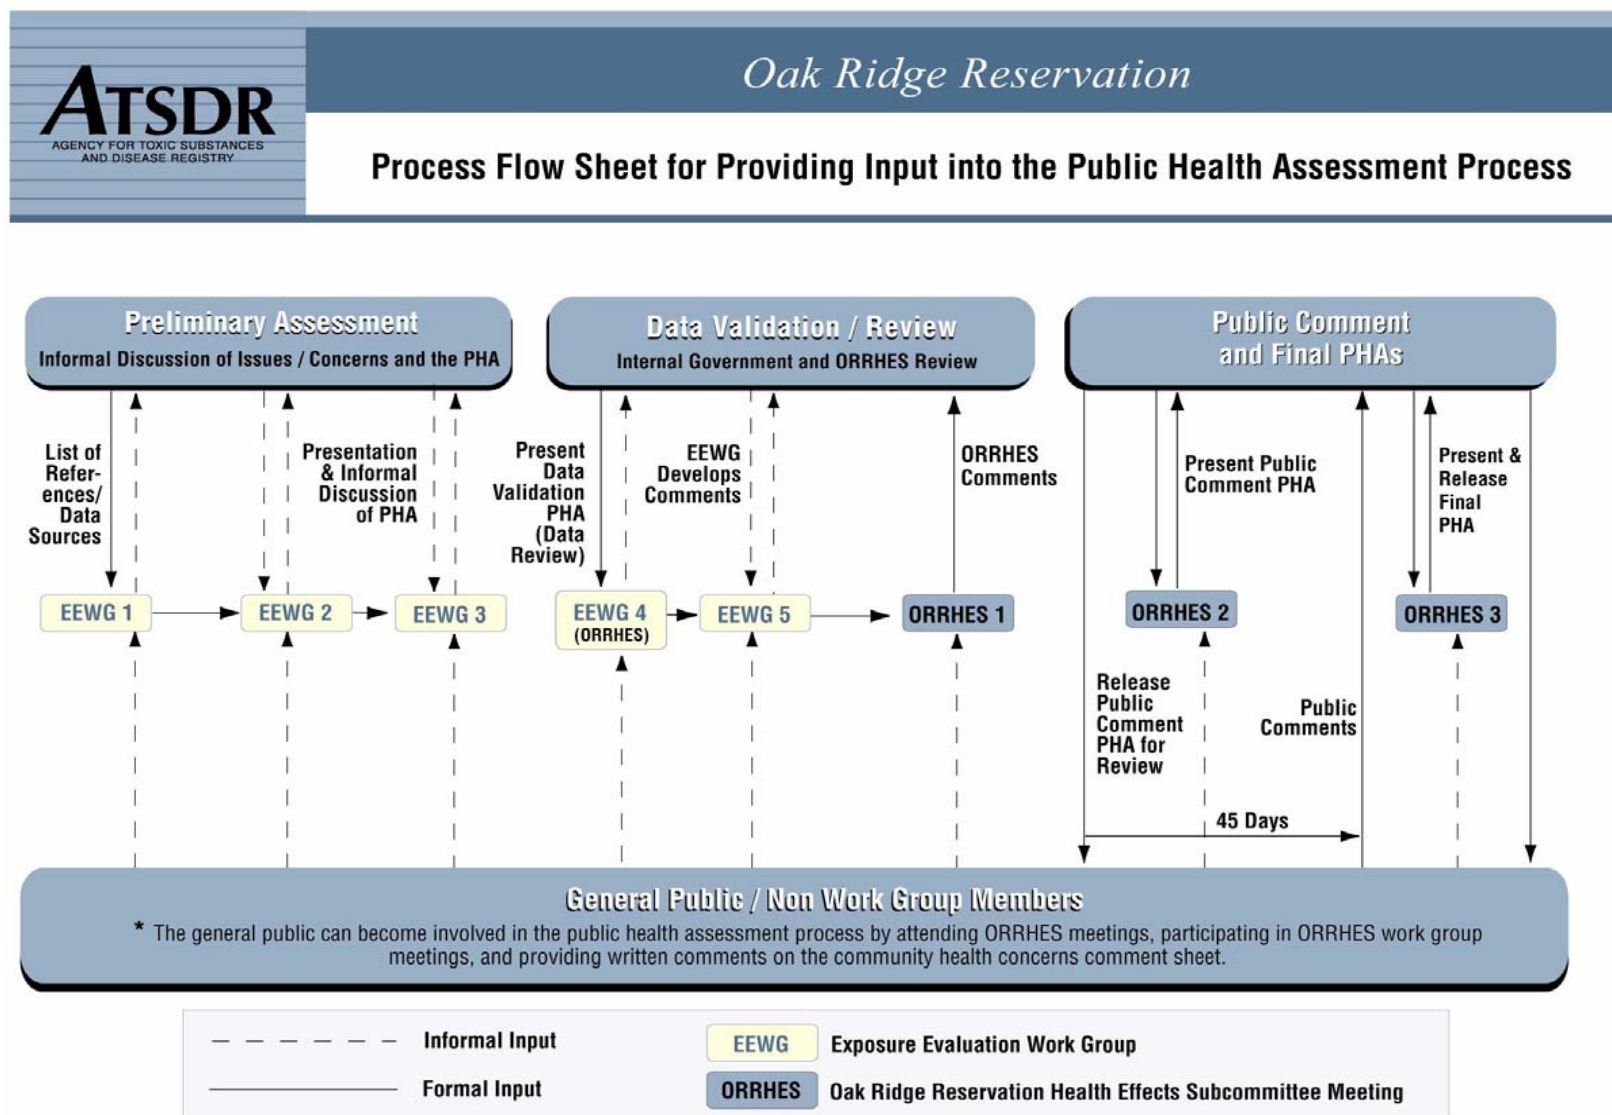 ATSDR
AGENCY FOR TOXIC SUBSTANCES
AND DISEASE REGISTRY
Oak Ridge Reservation
Process Flow Sheet for Providing Input into the Public Health Assessment Process
Preliminary Assessment
Informal Discussion of Issues / Concerns and the PHA
Data Validation / Review
Internal Government and ORRHES Review
Public Comment
and Final PHAs
List of
Refer-
ences/
Data
Sources
Presentation
& Informal
Discussion
of PHA
Present
Data
Validation
PHA
(Data
Review)
EEWG
Develops
Comments
ORRHES
Comments
Present Public
Comment PHA
Present &
Release
Final
PHA
EEWG 1
EEWG 2
EEWG 3
EEWG 4
(ORRHES)
EEWG 5
ORRHES 1
ORRHES 2
ORRHES 3
Release
Public
Comment
PHA for
Review
Public
Comments
45 Days
General Public / Non Work Group Members
* The general public can become involved in the public health assessment process by attending ORRHES meetings, participating in ORRHES work group
meetings, and providing written comments on the community health concerns comment sheet.
Informal Input
EEWG Exposure Evaluation Work Group
Formal Input
ORRHES Oak Ridge Reservation Health Effects Subcommittee Meeting